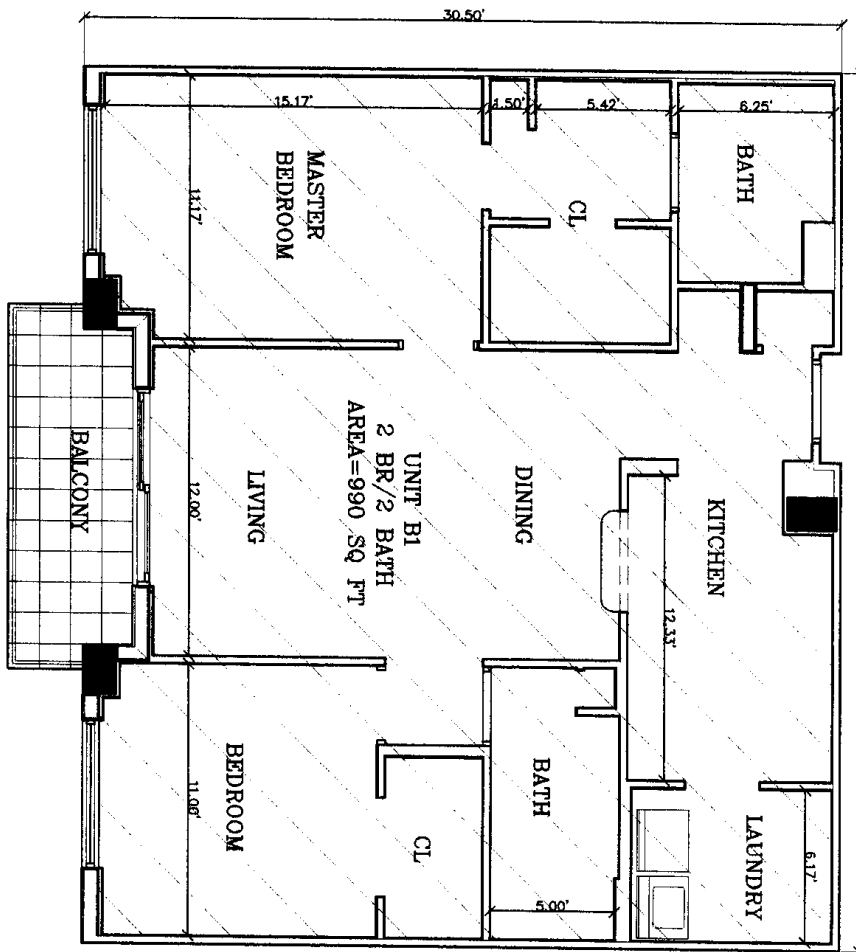 30.50'
15.17'
1.50'
5.42'
6.25'
BATH
MASTER
BEDROOM
11.17'
CL
UNIT B1
2 BR/2 BATH
AREA=990 SQ FT
BALCONY
LIVING
12.00'
DINING
KITCHEN
12.33'
BEDROOM
CL
BATH
5.00'
LAUNDRY
6.17'